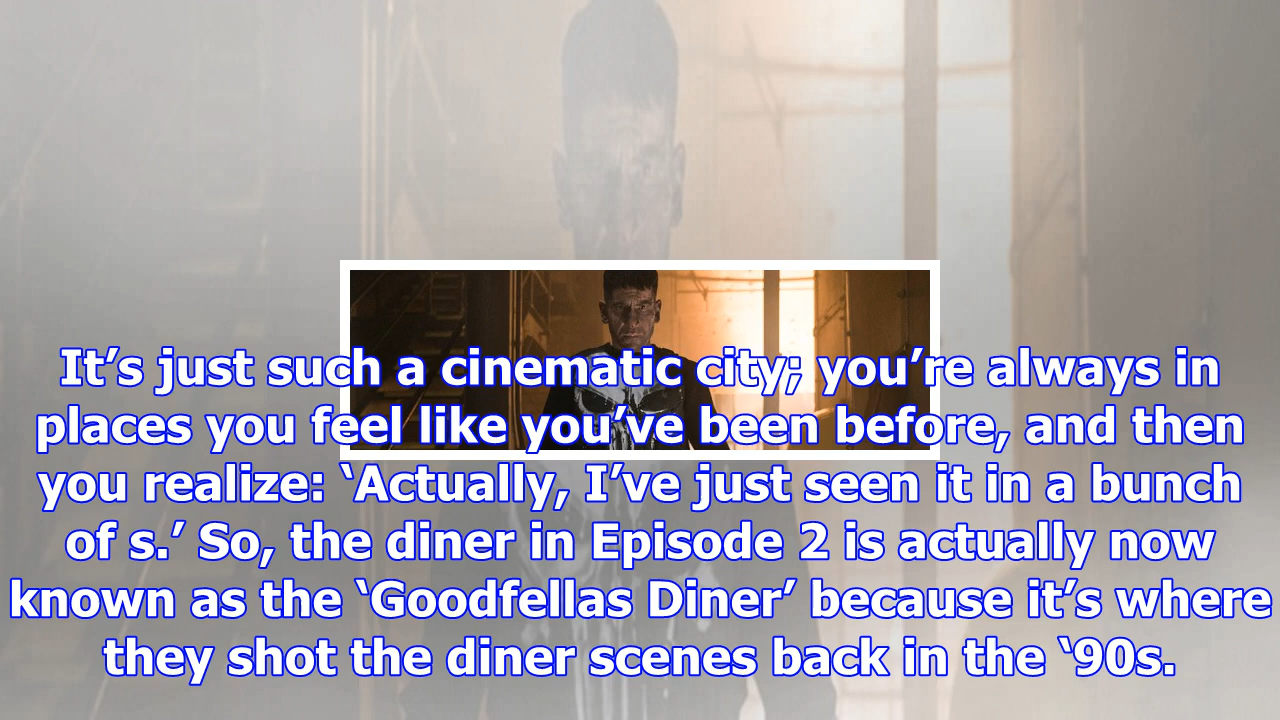 It’s just such a cinematic city; you’re always in
places you feel like you’ve been before, and then
you realize: ‘Actually, I’ve just seen it in a bunch
of s.’ So, the diner in Episode 2 is actually now
known as the ‘Goodfellas Diner’ because it’s where
they shot the diner scenes back in the ‘90s.